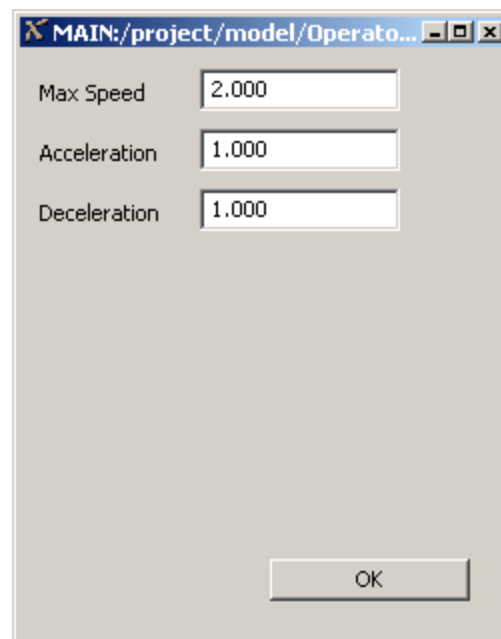 MAIN:/project/model/Operato...
Max Speed 2.000
Acceleration 1.000
Deceleration 1.000
OK